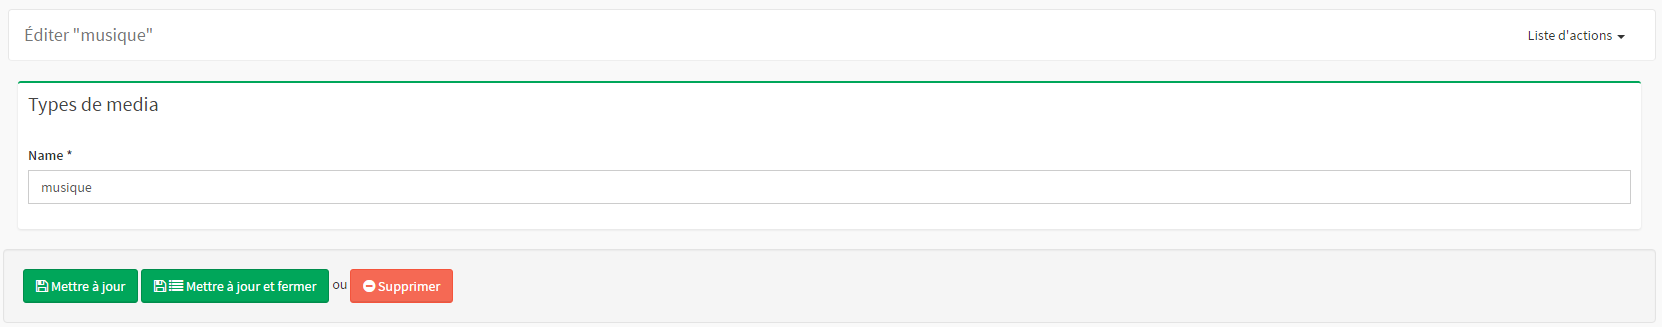 Éditer "musique"
Liste d'actions
Types de media
Name *
musique
Mettre à jour Mettre à jour et fermer ou Supprimer